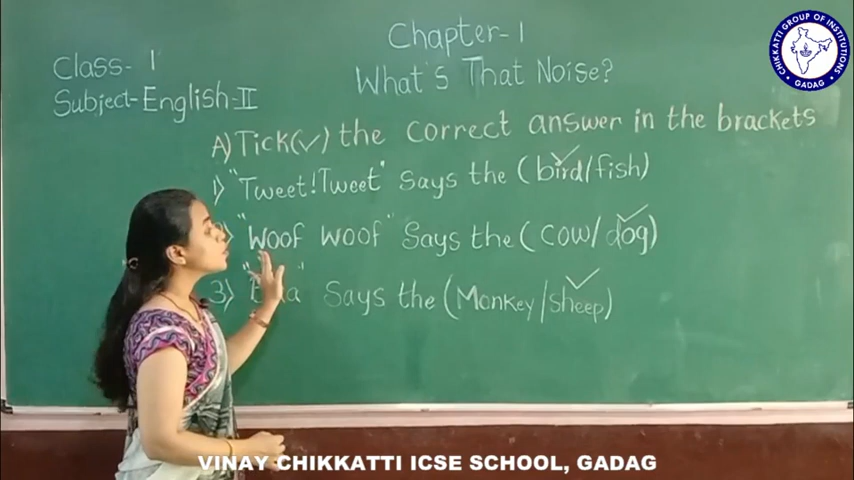 Chapter-1
Class- 1
What's That Noise?
Subject-English-II
A) Tick(✓) the correct answer in the brackets
1) "Tweet!Tweet" says the (bird/fish)
"Woof woof" Says the (cow/dog)
3) Says the (Monkey/sheep)
CHIKKATTI GROUP OF INSTITUTIONS
GADAG
VINAY CHIKKATTI ICSE SCHOOL, GADAG